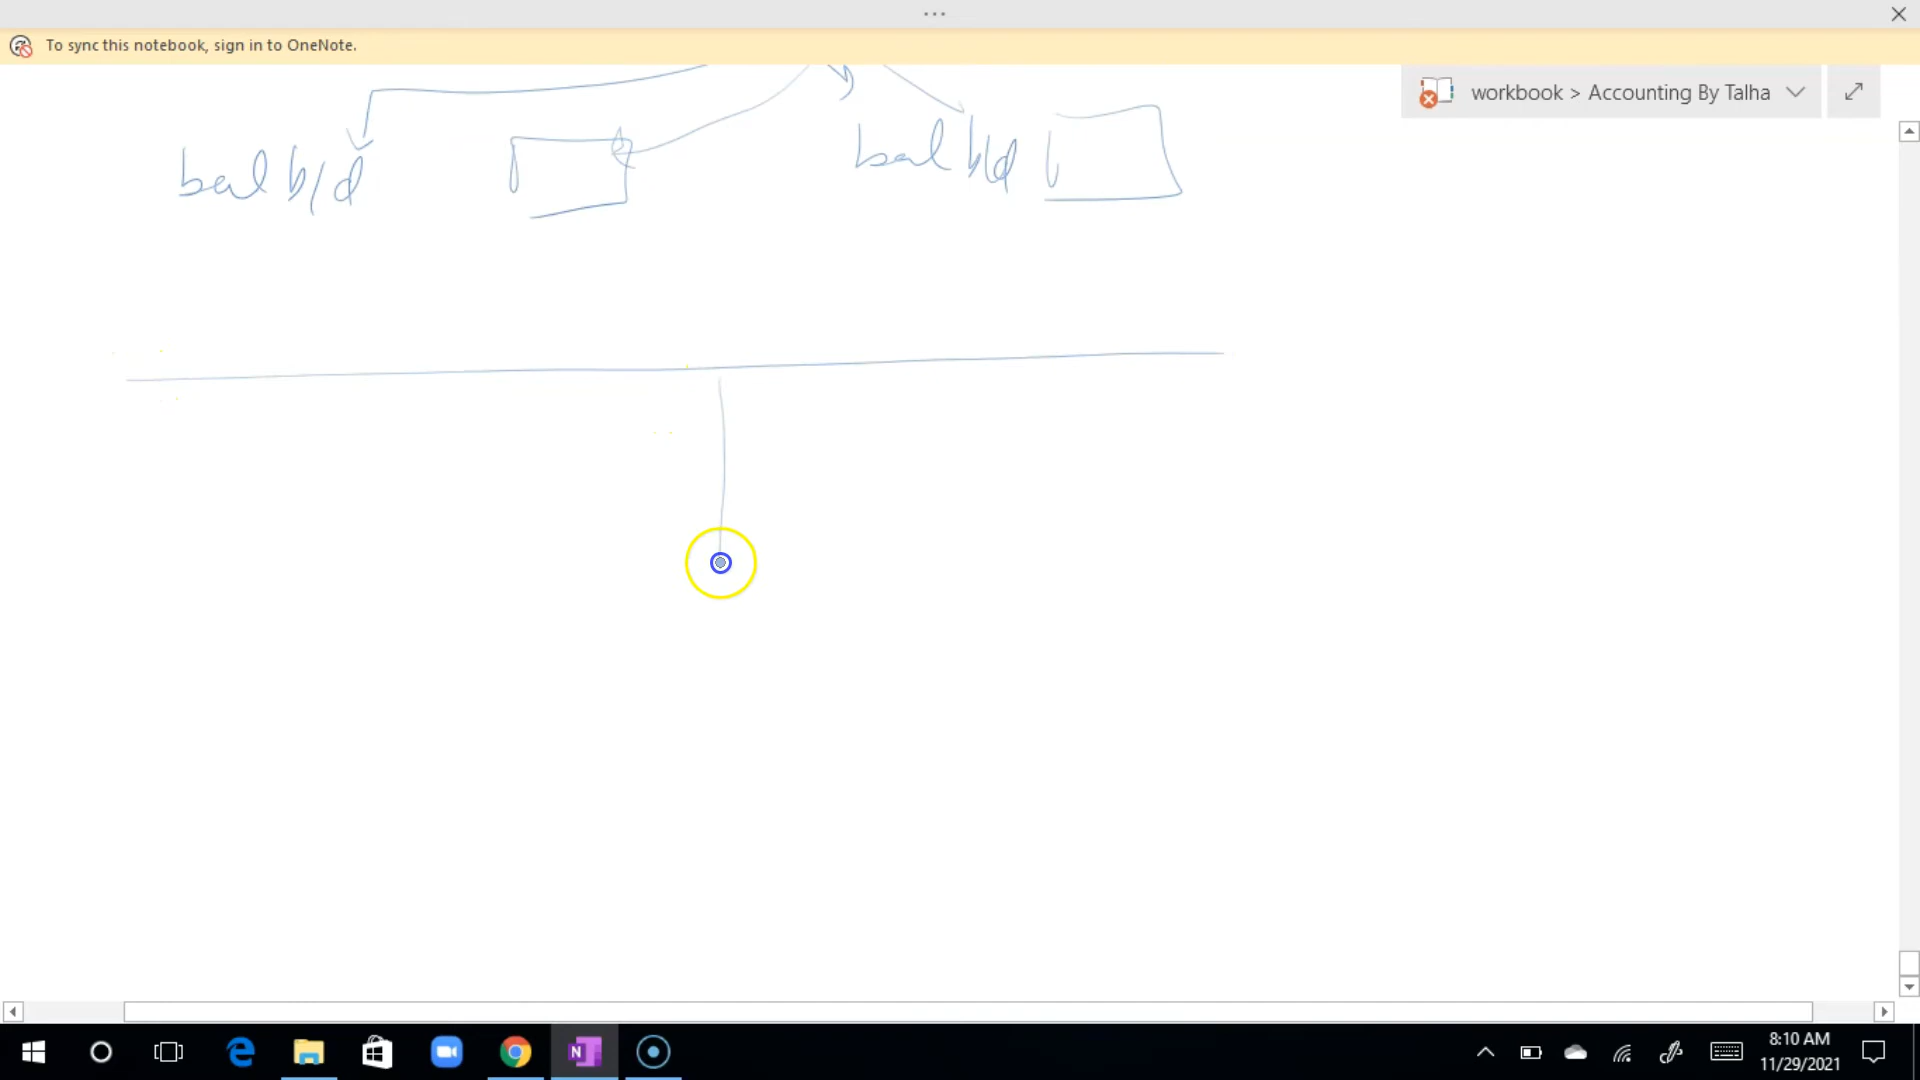 To sync this notebook, sign in to OneNote.
workbook > Accounting By Talha
bal b/d
bal b/d
8:10 AM
11/29/2021